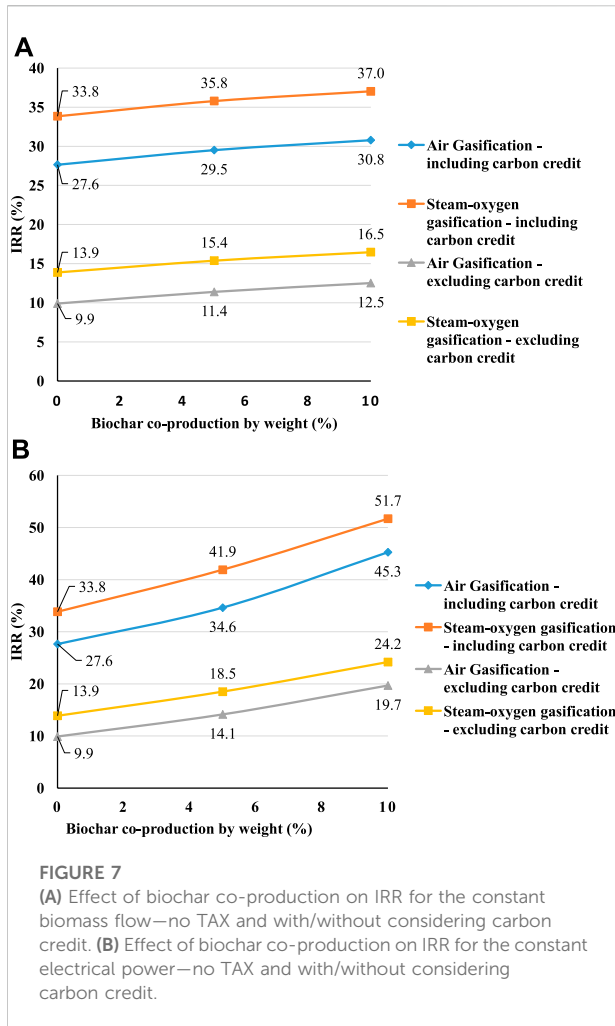 A
40
35
30
25
20
15
10
5
0
IRR (%)
33.8
35.8
37.0
27.6
29.5
30.8
13.9
15.4
16.5
9.9
11.4
12.5
0 2 4 6 8 10
Biochar co-production by weight (%)
Air Gasification -
including carbon credit
Steam-oxygen
gasification - including
carbon credit
Air Gasification -
excluding carbon credit
Steam-oxygen
gasification - excluding
carbon credit
B
60
50
40
30
20
10
0
IRR (%)
33.8
41.9
51.7
27.6
34.6
45.3
13.9
18.5
24.2
9.9
14.1
19.7
0 2 4 6 8 10
Biochar co-production by weight (%)
Air Gasification -
including carbon credit
Steam-oxygen gasification -
including carbon credit
Air Gasification -
excluding carbon credit
Steam-oxygen gasification
- excluding carbon credit
FIGURE 7
(A) Effect of biochar co-production on IRR for the constant
biomass flow—no TAX and with/without considering carbon
credit. (B) Effect of biochar co-production on IRR for the constant
electrical power—no TAX and with/without considering
carbon credit.